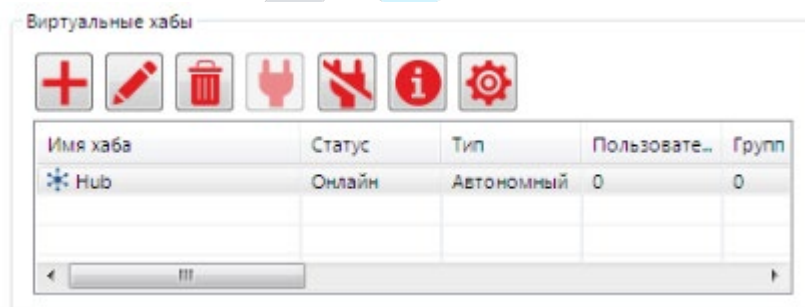 Виртуальные хабы
Имя хаба Статус Тип Пользовате... Групп
Hub Онлайн Автономный 0 0